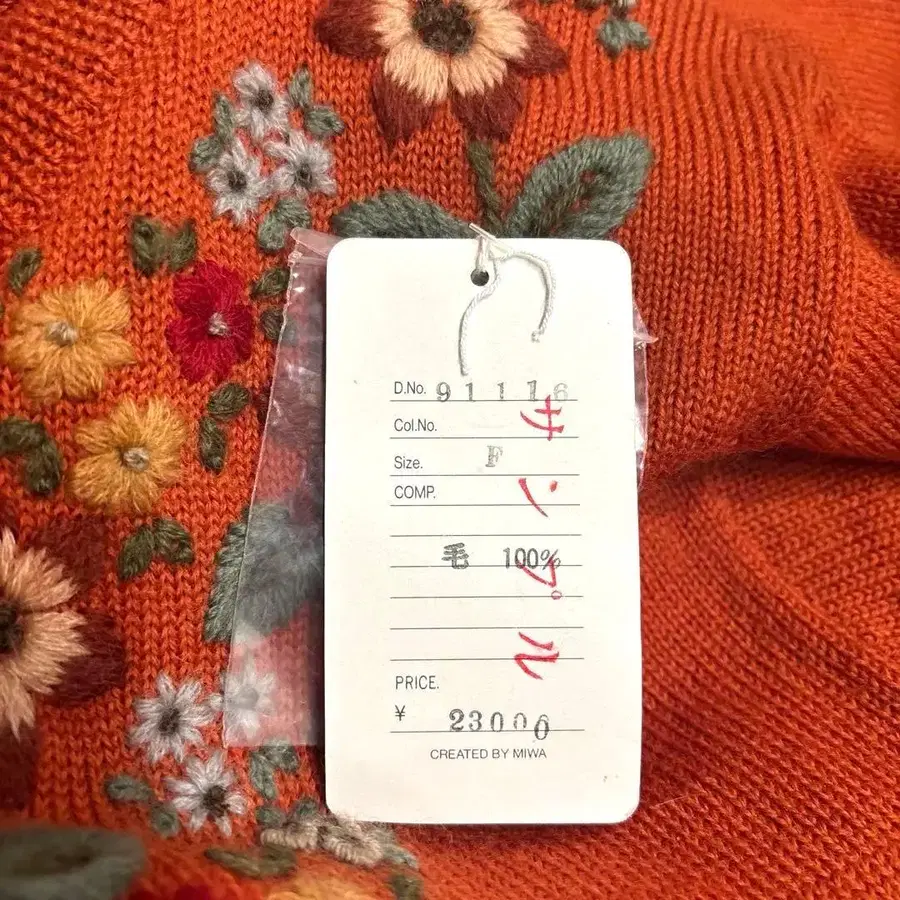 D.No. 91116
Col.No.
Size. F
COMP.
毛 100%
PRICE.
¥ 23000
CREATED BY MIWA
サンプル